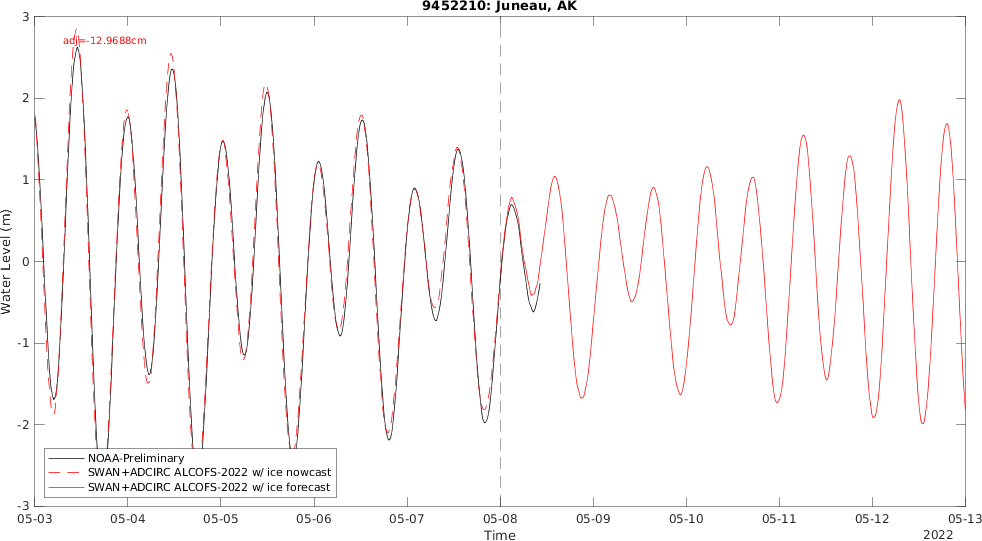 9452210: Juneau, AK
adj=-12.9688cm
Water Level (m)
3
2
1
0
-1
-2
-3
NOAA-Preliminary
SWAN+ADCIRC ALCOFS-2022 w/ ice nowcast
SWAN+ADCIRC ALCOFS-2022 w/ ice forecast
05-03 05-04 05-05 05-06 05-07 05-08 05-09 05-10 05-11 05-12 05-13
Time
2022